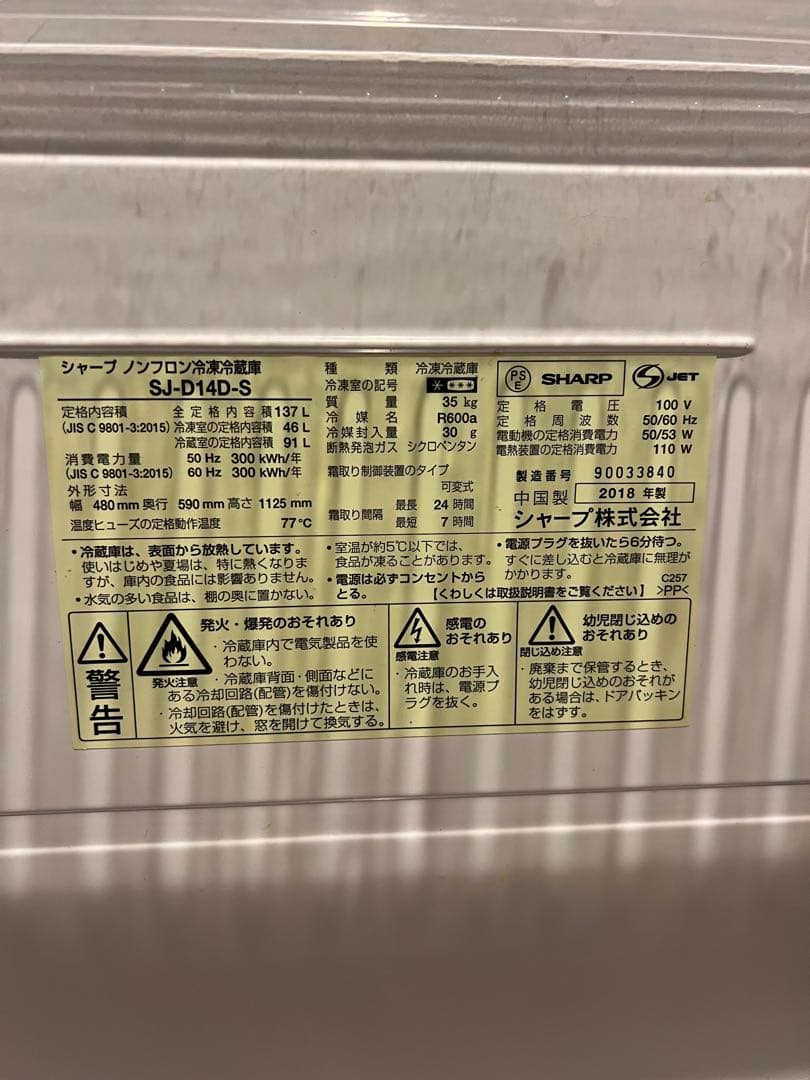 シャープ ノンフロン冷凍冷蔵庫
SJ-D14D-S
定格内容積 全定格内容積 137 L
(JIS C 9801-3:2015) 冷凍室の定格内容積 46 L
冷蔵室の定格内容積 91 L
消費電力量 50 Hz 300 kWh/年
(JIS C 9801-3:2015) 60 Hz 300 kWh/年
外形寸法
幅 480 mm 奥行 590 mm 高さ 1125 mm
温度ヒューズの定格動作温度 77℃
種類 冷凍冷蔵庫
冷凍室の記号 * ***
質量 35 kg
冷媒名 R600a
冷媒封入量 30 g
断熱発泡ガス シクロペンタン
霜取り制御装置のタイプ
可変式
霜取り間隔 最長 24 時間
最短 7 時間
PSE SHARP S JET
定格電圧 100 V
定格周波数 50/60 Hz
電動機の定格消費電力 50/53 W
電熱装置の定格消費電力 110 W
製造番号 90033840
中国製 2018 年製
シャープ株式会社
・冷蔵庫は、表面から放熱しています。
使いはじめや夏場は、特に熱くなりま
すが、庫内の食品には影響ありません。
・水気の多い食品は、棚の奥に置かない。
・室温が約5℃以下では、
食品が凍ることがあります。
・電源は必ずコンセントから
とる。
・電源プラグを抜いたら6分待つ。
すぐに差し込むと冷蔵庫に無理が
かかります。
【くわしくは取扱説明書をご覧ください】
C257
>PP<
警告
発火・爆発のおそれあり
発火注意
・冷蔵庫内で電気製品を使
わない。
・冷蔵庫背面・側面などに
ある冷却回路(配管)を傷付けない。
・冷却回路(配管)を傷付けたときは、
火気を避け、窓を開けて換気する。
感電の
おそれあり
感電注意
・冷蔵庫のお手入
れ時は、電源プ
ラグを抜く。
幼児閉じ込めの
おそれあり
閉じ込め注意
・廃棄まで保管するとき、
幼児閉じ込めのおそれが
ある場合は、ドアパッキン
をはずす。